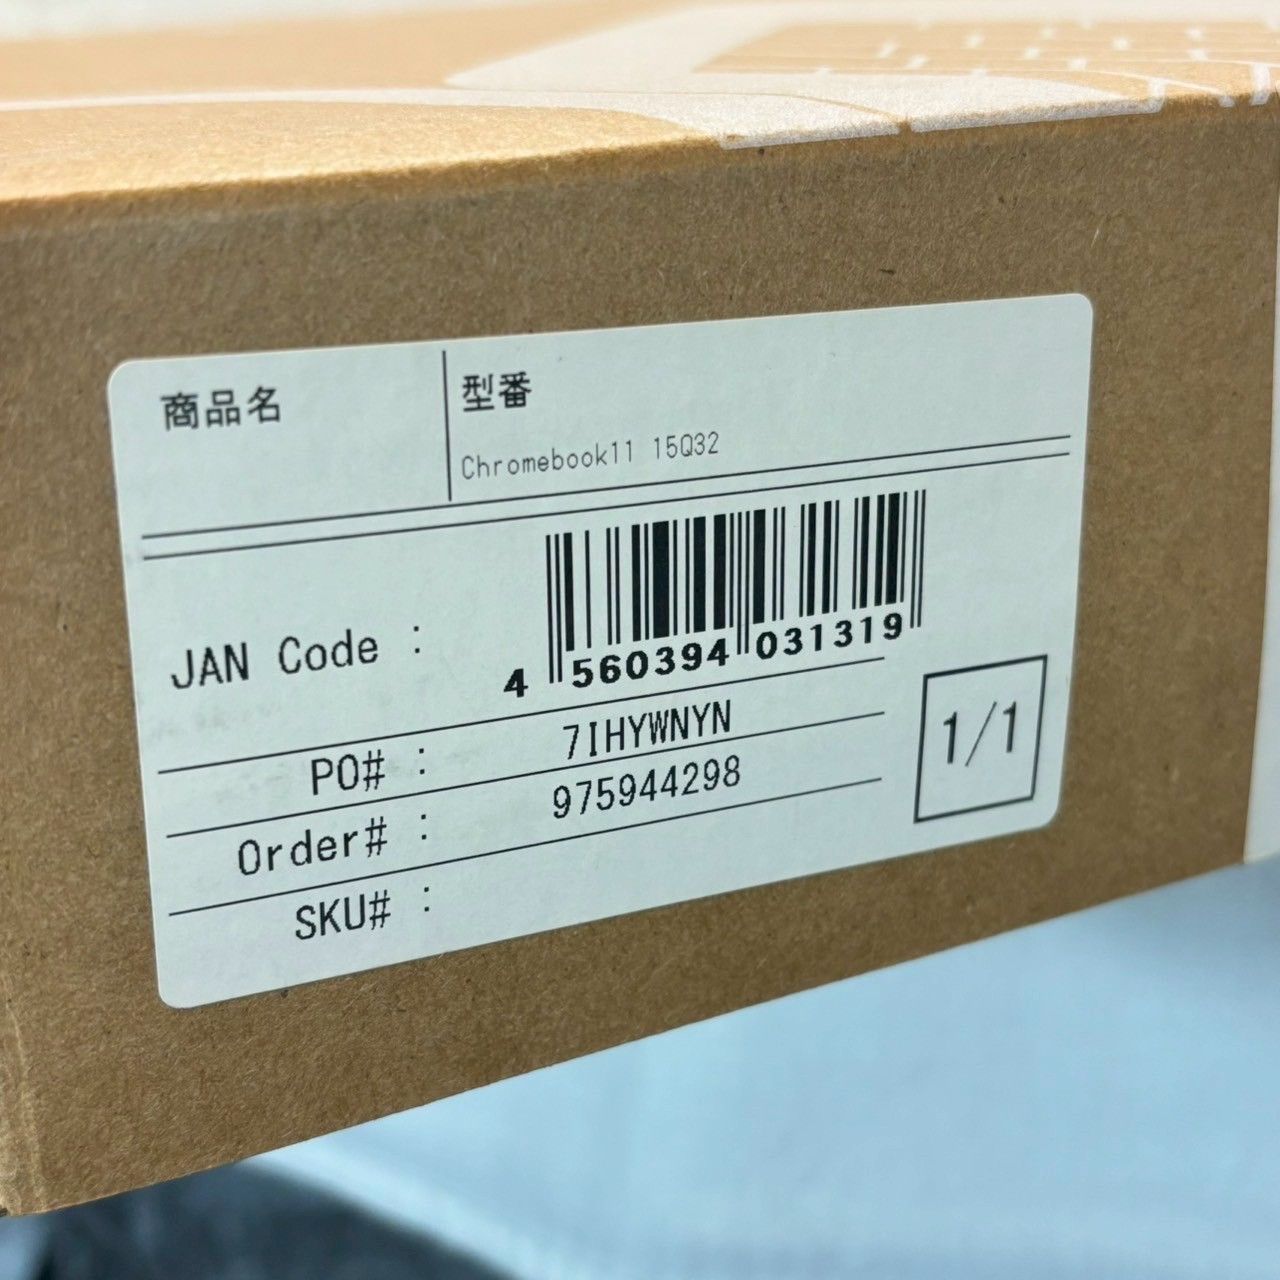 商品名
型番
Chromebook11 15Q32
JAN Code :
4 560394 031319
PO# : 7IHYWNYN
Order# : 975944298
SKU# :
1/1